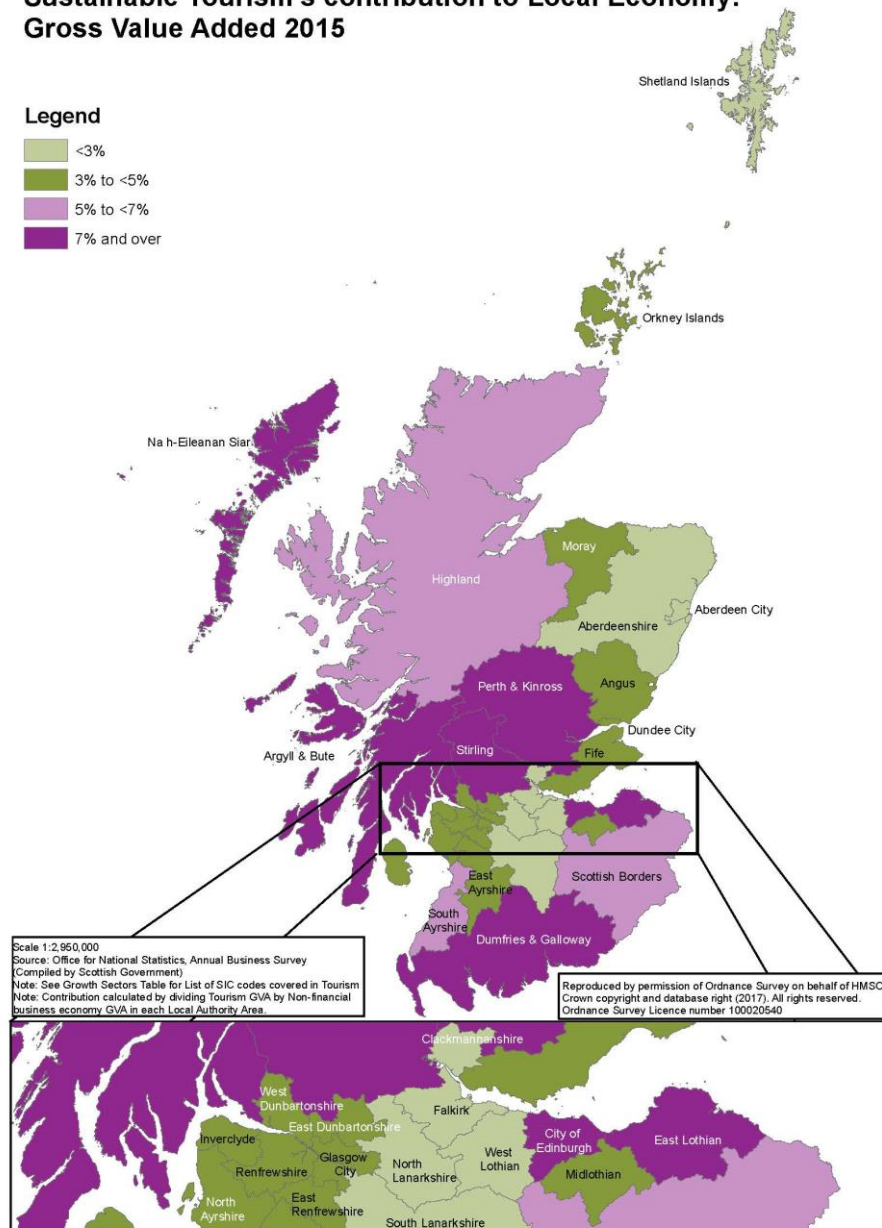 Sustainable Tourism's contribution to Local Economy:
Gross Value Added 2015
Legend
<3%
3% to <5%
5% to <7%
7% and over
Shetland Islands
Orkney Islands
Na h-Eileanan Siar
Highland
Moray
Aberdeen City
Aberdeenshire
Perth & Kinross
Angus
Dundee City
Argyll & Bute
Stirling
Fife
East
Ayrshire
Scottish Borders
South
Ayrshire
Dumfries & Galloway
Scale 1:2,950,000
Source: Office for National Statistics, Annual Business Survey
(Compiled by Scottish Government)
Note: See Growth Sectors Table for List of SIC codes covered in Tourism
Note: Contribution calculated by dividing Tourism GVA by Non-financial
business economy GVA in each Local Authority Area.
Reproduced by permission of Ordnance Survey on behalf of HMSO
Crown copyright and database right (2017). All rights reserved.
Ordnance Survey Licence number 100020540
Clackmannanshire
West
Dunbartonshire
East Dunbartonshire
Falkirk
Inverclyde
Glasgow
City
Renfrewshire
North
Lanarkshire
West
Lothian
City of
Edinburgh
East Lothian
Midlothian
North
Ayrshire
East
Renfrewshire
South Lanarkshire